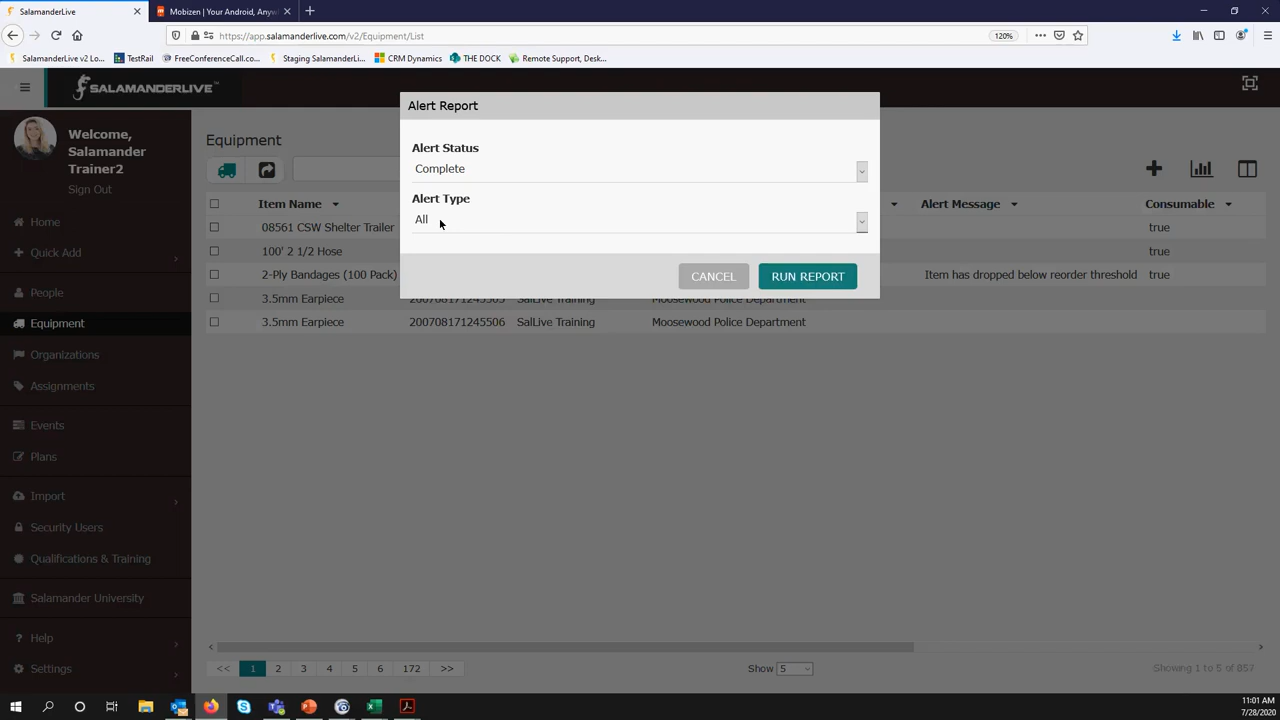 SalamanderLive
Mobizen | Your Android, Anyw
https://app.salamanderlive.com/v2/Equipment/List
120%
SalamanderLive v2 Lo...
TestRail
FreeConferenceCall.co...
Staging SalamanderLi...
CRM Dynamics
THE DOCK
Remote Support, Desk...
SALAMANDERLIVE™
Welcome,
Salamander
Trainer2
Sign Out
Home
Quick Add
People
Equipment
Organizations
Assignments
Events
Plans
Import
Security Users
Qualifications & Training
Salamander University
Help
Settings
Equipment
Alert Report
Alert Status
Complete
Alert Type
All
CANCEL
RUN REPORT
Item Name
Alert Message
Consumable
08561 CSW Shelter Trailer
true
100' 2 1/2 Hose
true
2-Ply Bandages (100 Pack)
Item has dropped below reorder threshold
true
3.5mm Earpiece
200708171245505
SalLive Training
Moosewood Police Department
3.5mm Earpiece
200708171245506
SalLive Training
Moosewood Police Department
<< 1 2 3 4 5 6 172 >>
Show 5
Showing 1 to 5 of 857
11:01 AM
7/28/2020